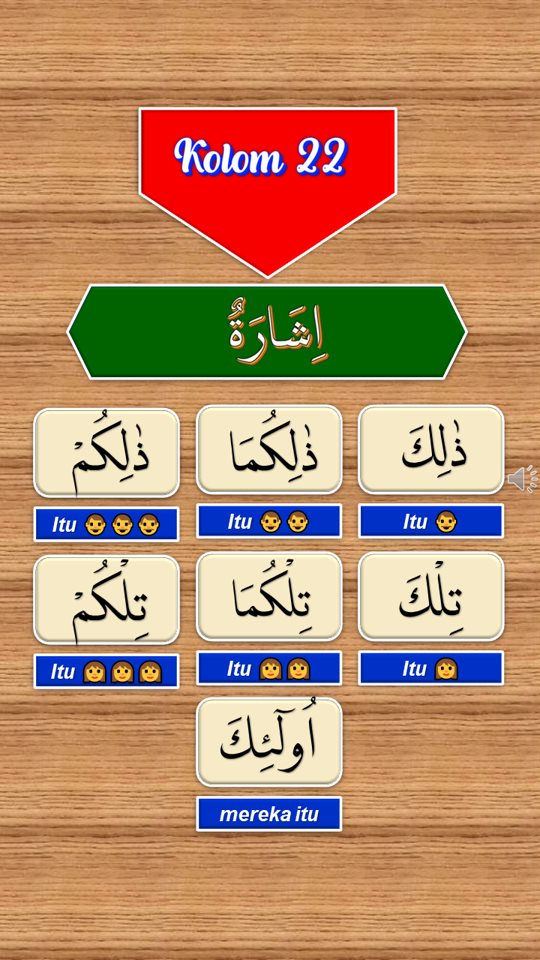 Kolom 22
اِشَارَةٌ
ذٰلِكَ
ذٰلِكُمَا
ذٰلِكُمْ
Itu
Itu
Itu
تِلْكَ
تِلْكُمَا
تِلْكُمْ
Itu
Itu
Itu
اُولٓئِكَ
mereka itu